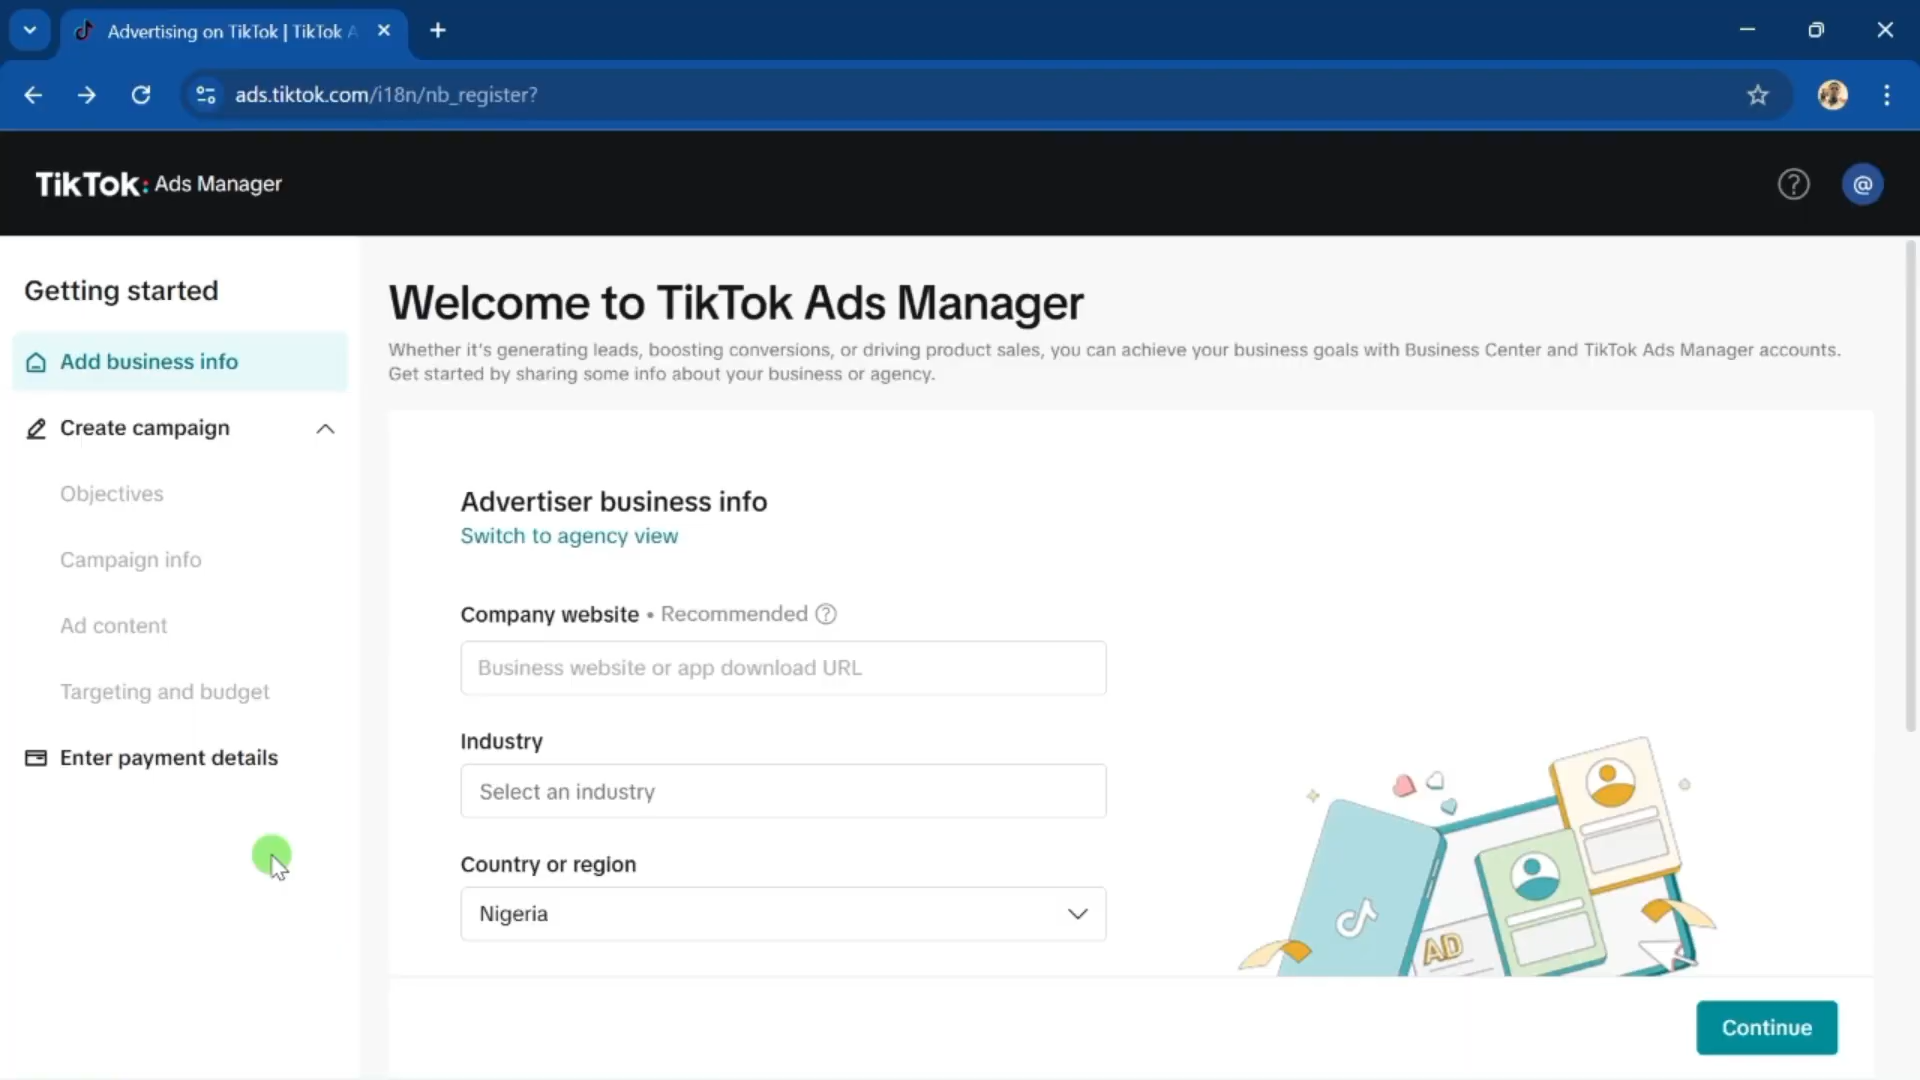 Advertising on TikTok | TikTok A
ads.tiktok.com/i18n/nb_register?
TikTok: Ads Manager
@
Getting started
Add business info
Create campaign
Objectives
Campaign info
Ad content
Targeting and budget
Enter payment details
Welcome to TikTok Ads Manager
Whether it's generating leads, boosting conversions, or driving product sales, you can achieve your business goals with Business Center and TikTok Ads Manager accounts.
Get started by sharing some info about your business or agency.
Advertiser business info
Switch to agency view
Company website • Recommended
Business website or app download URL
Industry
Select an industry
Country or region
Nigeria
AD
Continue